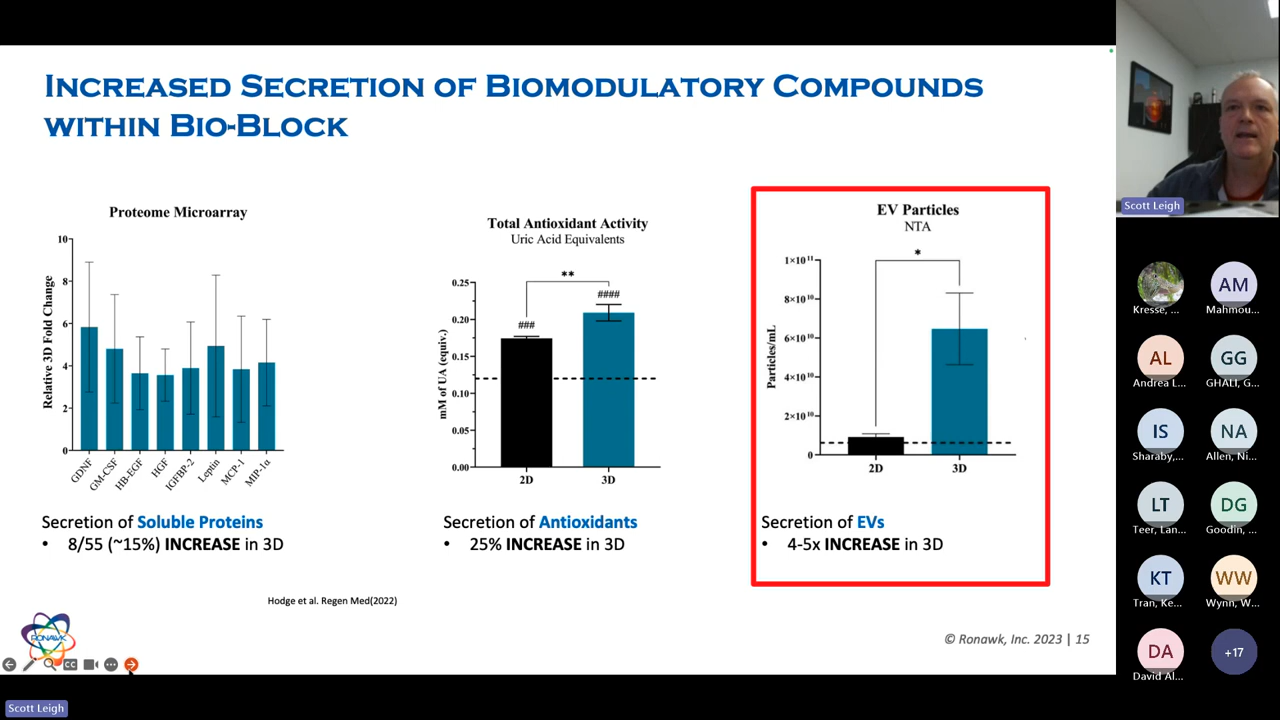 INCREASED SECRETION OF BIOMODULATORY COMPOUNDS
WITHIN BIO-BLOCK
Proteome Microarray
Relative 3D Fold Change
10
8
6
4
2
0
GDNF
GM-CSF
HB-EGF
HGF
IGFBP-2
Leptin
MCP-1
MIP-1α
Secretion of Soluble Proteins
• 8/55 (~15%) INCREASE in 3D
Total Antioxidant Activity
Uric Acid Equivalents
mM of UA (equiv.)
0.25
0.20
0.15
0.10
0.05
0.00
**
###
####
2D
3D
Secretion of Antioxidants
• 25% INCREASE in 3D
EV Particles
NTA
Particles/mL
1×10¹¹
8×10¹⁰
6×10¹⁰
4×10¹⁰
2×10¹⁰
0
*
2D
3D
Secretion of EVs
• 4-5x INCREASE in 3D
Hodge et al. Regen Med(2022)
RONAWK
© Ronawk, Inc. 2023 | 15
CC
Scott Leigh
Scott Leigh
Kresse, ...
AM
Mahmou...
AL
Andrea L...
GG
GHALI, G...
IS
Sharaby,...
NA
Allen, Ni...
LT
Teer, Lan...
DG
Goodin, ...
KT
Tran, Ke...
WW
Wynn, W...
DA
David Al...
+17